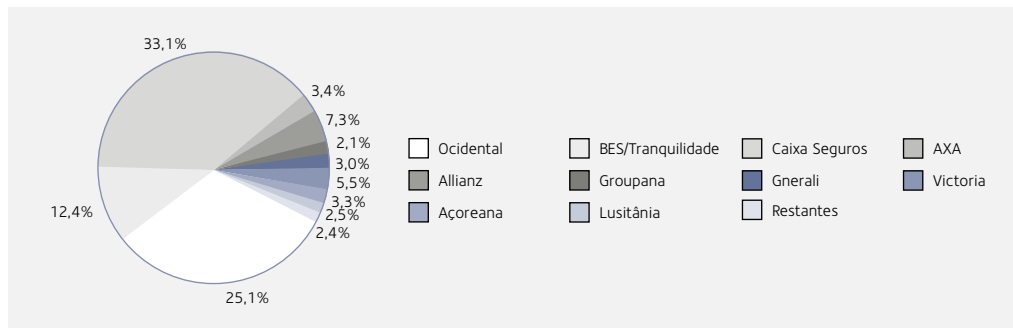 33,1%
3,4%
7,3%
2,1%
3,0%
5,5%
3,3%
2,5%
2,4%
12,4%
25,1%
Ocidental
BES/Tranquilidade
Caixa Seguros
AXA
Allianz
Groupana
Gnerali
Victoria
Açoreana
Lusitânia
Restantes